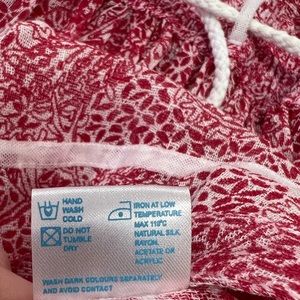 HAND
WASH
COLD
DO NOT
TUMBLE
DRY
IRON AT LOW
TEMPERATURE
MAX 110°C
NATURAL SILK,
RAYON,
ACETATE OR
ACRYLIC
WASH DARK COLOURS SEPARATELY
AND AVOID CONTACT